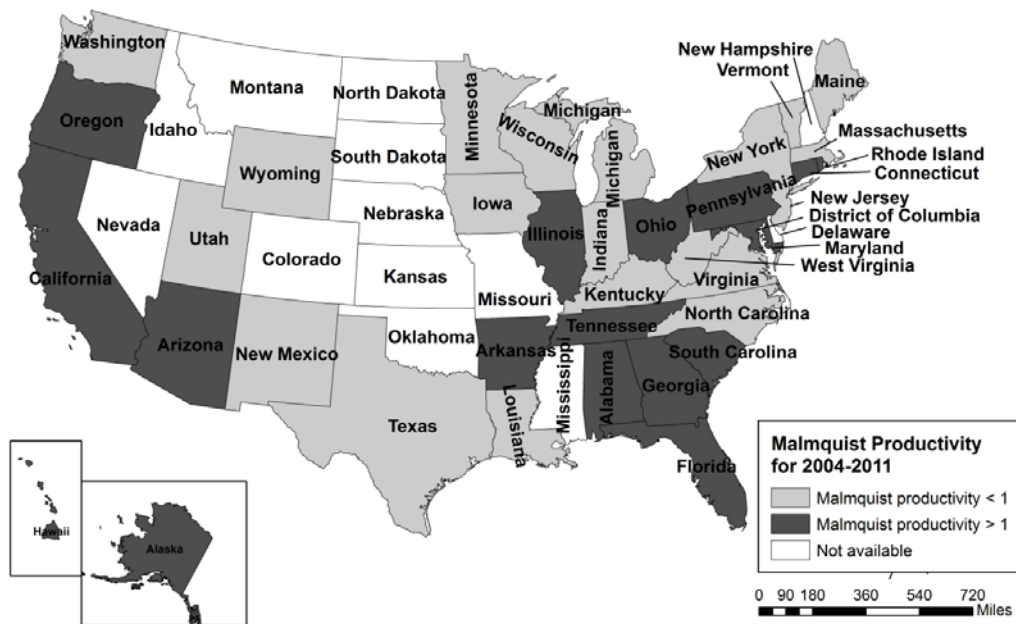 Washington
Montana
North Dakota
Minnesota
Michigan
New Hampshire
Vermont
Maine
Oregon
Idaho
Wisconsin
Massachusetts
South Dakota
New York
Rhode Island
Connecticut
Wyoming
Michigan
Pennsylvania
Iowa
New Jersey
District of Columbia
Delaware
Maryland
West Virginia
Nebraska
Nevada
Utah
Illinois
Indiana
Ohio
Colorado
California
Kansas
Missouri
Virginia
Kentucky
North Carolina
Tennessee
Oklahoma
Arizona
New Mexico
Arkansas
South Carolina
Mississippi
Alabama
Georgia
Louisiana
Texas
Florida
Hawaii
Alaska
Malmquist Productivity
for 2004-2011
Malmquist productivity < 1
Malmquist productivity > 1
Not available
0 90 180 360 540 720
Miles